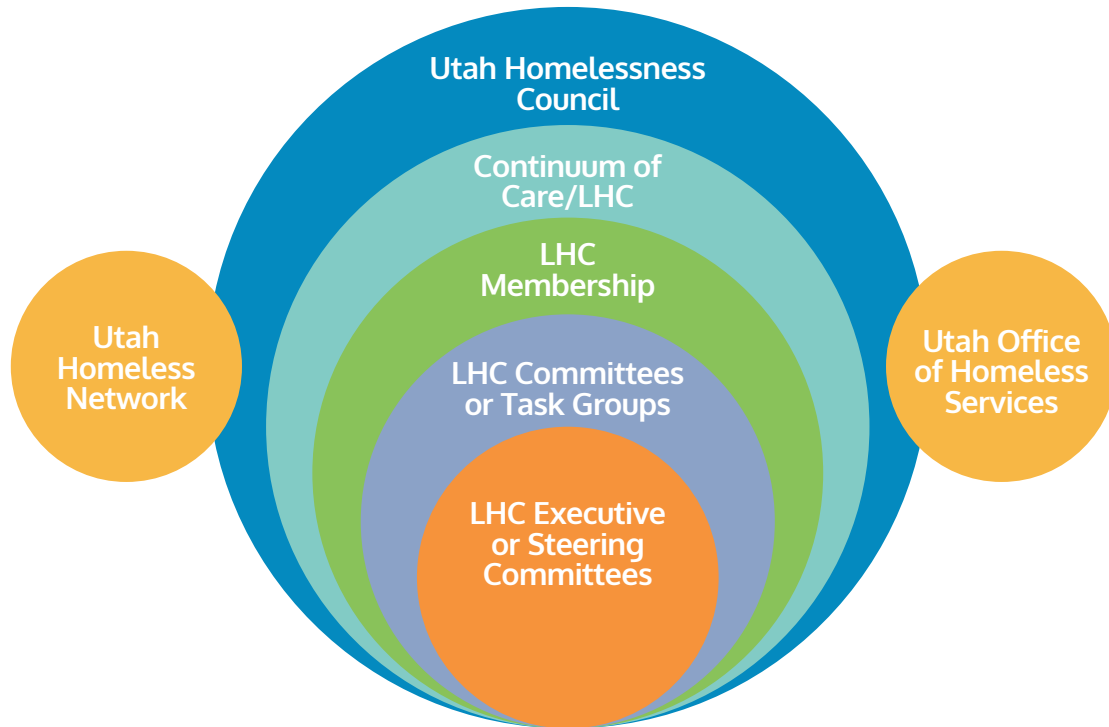 Utah Homelessness
Council
Continuum of
Care/LHC
LHC
Membership
LHC Committees
or Task Groups
LHC Executive
or Steering
Committees
Utah
Homeless
Network
Utah Office
of Homeless
Services